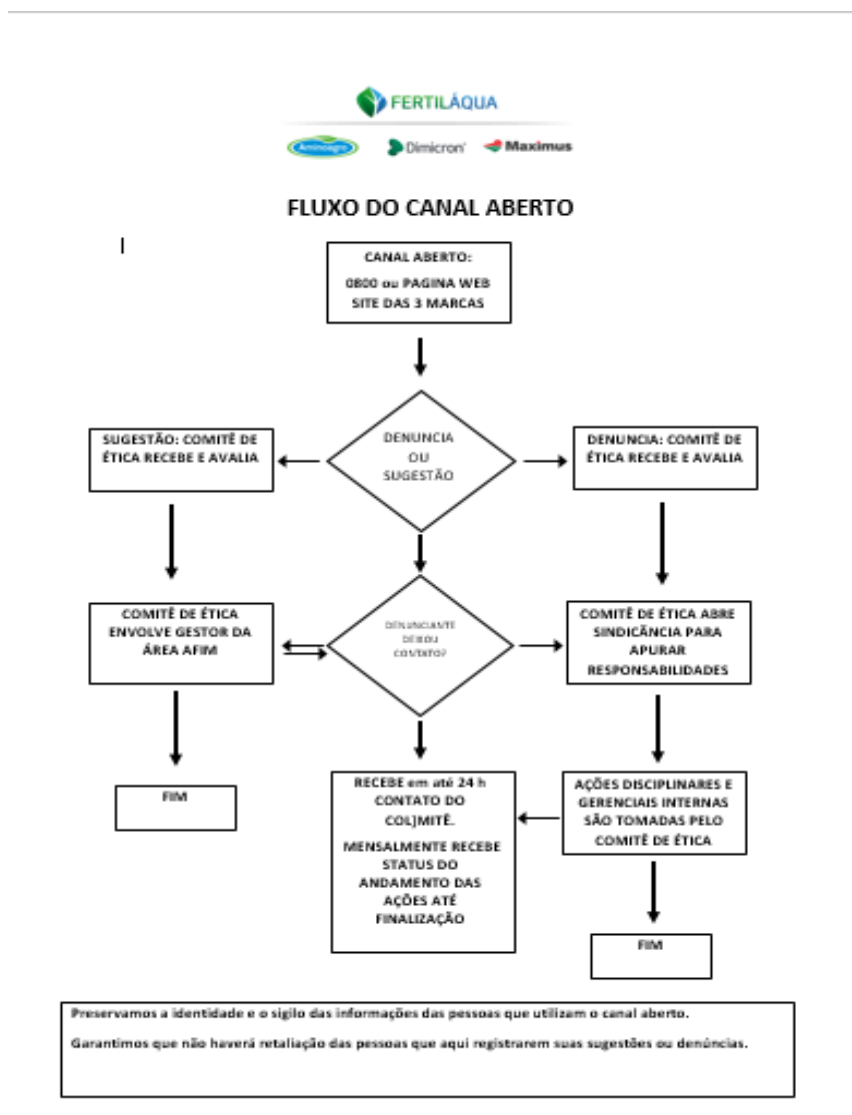 FERTILÁQUA
Aminoagro
Dimicron
Maximus
FLUXO DO CANAL ABERTO
CANAL ABERTO:
0800 ou PAGINA WEB
SITE DAS 3 MARCAS
DENUNCIA
OU
SUGESTÃO
SUGESTÃO: COMITÊ DE
ÉTICA RECEBE E AVALIA
DENUNCIA: COMITÊ DE
ÉTICA RECEBE E AVALIA
COMITÊ DE ÉTICA
ENVOLVE GESTOR DA
ÁREA AFIM
DENUNCIANTE
DEIXOU
CONTATO?
COMITÊ DE ÉTICA ABRE
SINDICÂNCIA PARA
APURAR
RESPONSABILIDADES
FIM
RECEBE em até 24 h
CONTATO DO
COL]MITÊ.
MENSALMENTE RECEBE
STATUS DO
ANDAMENTO DAS
AÇÕES ATÉ
FINALIZAÇÃO
AÇÕES DISCIPLINARES E
GERENCIAIS INTERNAS
SÃO TOMADAS PELO
COMITÊ DE ÉTICA
FIM
Preservamos a identidade e o sigilo das informações das pessoas que utilizam o canal aberto.
Garantimos que não haverá retaliação das pessoas que aqui registrarem suas sugestões ou denúncias.